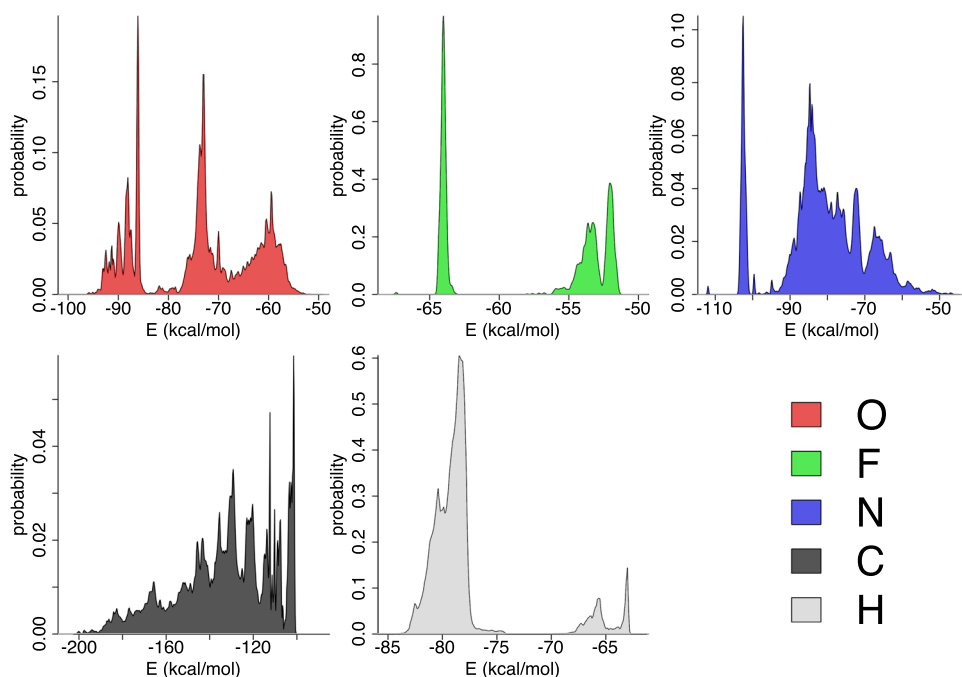 probability
0.00 0.05 0.10 0.15
-100 -90 -80 -70 -60 -50
E (kcal/mol)
probability
0.0 0.2 0.4 0.6 0.8
-65 -60 -55 -50
E (kcal/mol)
probability
0.00 0.02 0.04 0.06 0.08 0.10
-110 -90 -70 -50
E (kcal/mol)
probability
0.00 0.02 0.04
-200 -160 -120
E (kcal/mol)
probability
0.0 0.1 0.2 0.3 0.4 0.5 0.6
-85 -80 -75 -70 -65
E (kcal/mol)
O
F
N
C
H